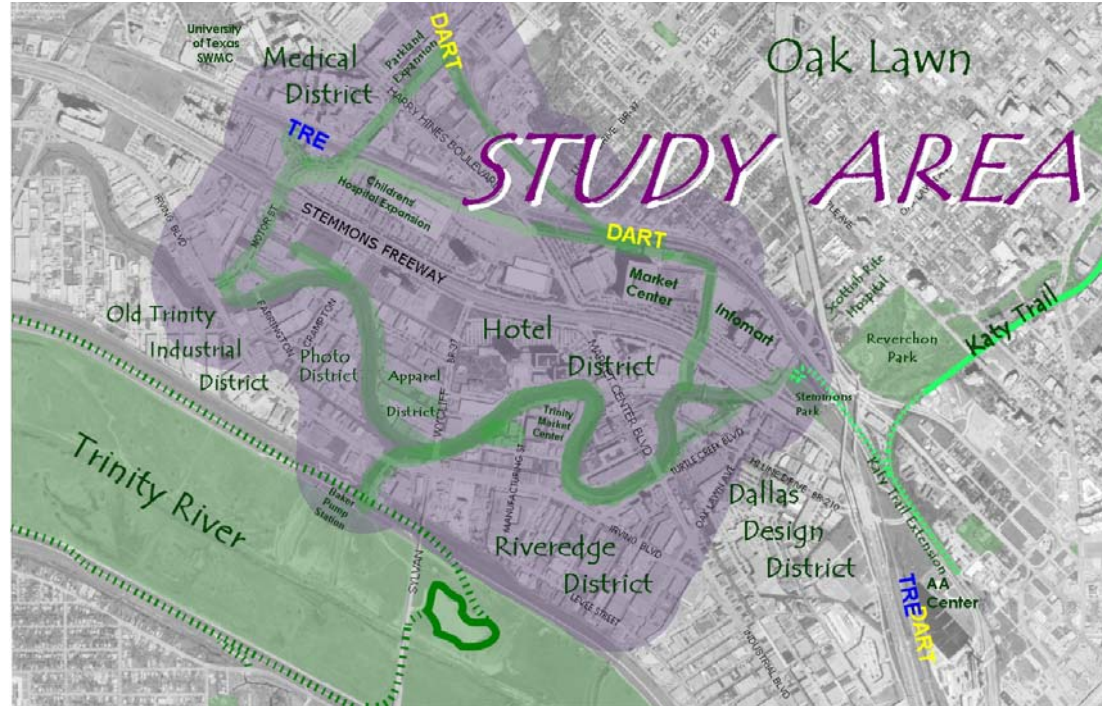 University
of Texas
SWMC
Medical
District
Parkland
Expansion
DART
Oak Lawn
TRE
HARRY HINES BOULEVARD
STUDY AREA
Childrens
Hospital Expansion
MOTOR ST
IRVING BLVD
STEMMONS FREEWAY
DART
Market
Center
Infomart
Scottish Rite
Hospital
Reverchon
Park
Katy Trail
Old Trinity
Industrial
District
FARRINGTON
CRAMPTON
Photo
District
Hotel
District
Apparel
District
WYCLIFF
MARKET CENTER BLVD
Trinity
Market
Center
Stemmons
Park
TURTLE CREEK BLVD
Trinity River
Baker
Pump
Station
MANUFACTURING ST
OAK LAWN AVE
Dallas
Design
District
Katy Trail Extension
Riveredge
District
IRVING BLVD
LEVEE STREET
SYLVAN
INDUSTRIAL BLVD
TRE
DART
AA
Center